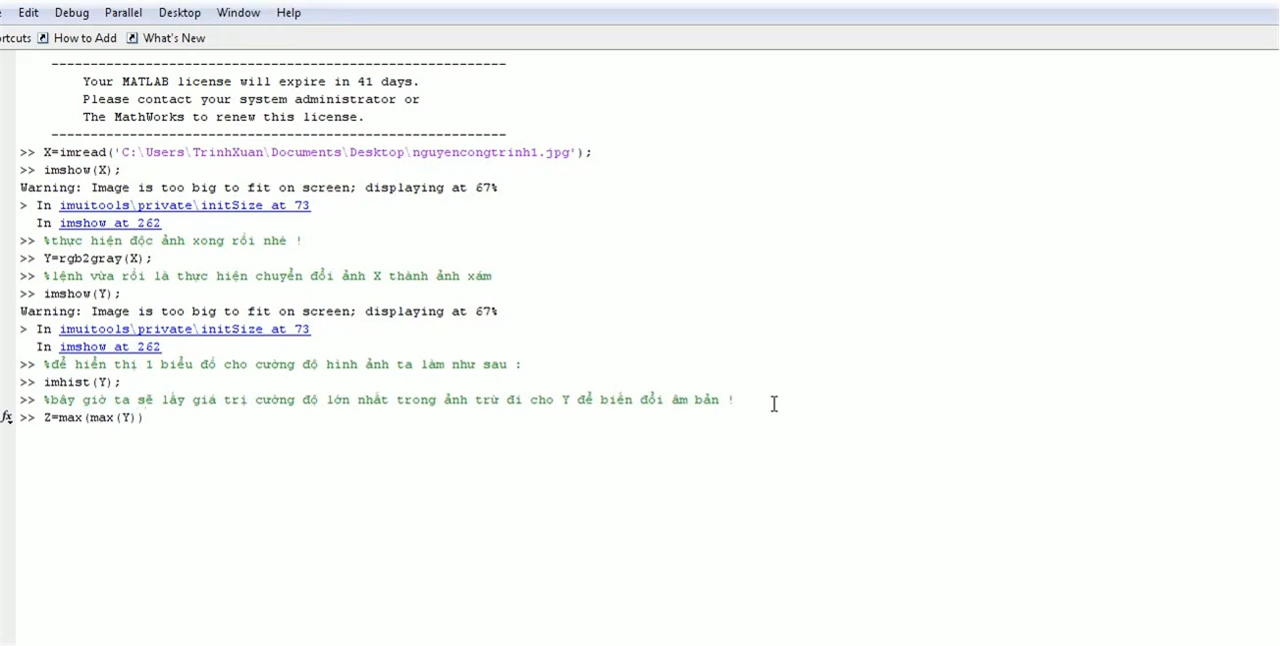 Edit Debug Parallel Desktop Window Help
rtcuts How to Add What's New
----------------------------------------------------------
Your MATLAB license will expire in 41 days.
Please contact your system administrator or
The MathWorks to renew this license.
----------------------------------------------------------
>> X=imread('C:\Users\TrinhXuan\Documents\Desktop\nguyencongtrinh1.jpg');
>> imshow(X);
Warning: Image is too big to fit on screen; displaying at 67%
> In imuitools\private\initSize at 73
In imshow at 262
>> %thực hiện độc ảnh xong rồi nhé !
>> Y=rgb2gray(X);
>> %lệnh vừa rồi là thực hiện chuyển đổi ảnh X thành ảnh xám
>> imshow(Y);
Warning: Image is too big to fit on screen; displaying at 67%
> In imuitools\private\initSize at 73
In imshow at 262
>> %để hiển thị 1 biểu đồ cho cường độ hình ảnh ta làm như sau :
>> imhist(Y);
>> %bây giờ ta sẽ lấy giá trị cường độ lớn nhất trong ảnh trừ đi cho Y để biến đổi âm bản !
fx >> Z=max(max(Y))